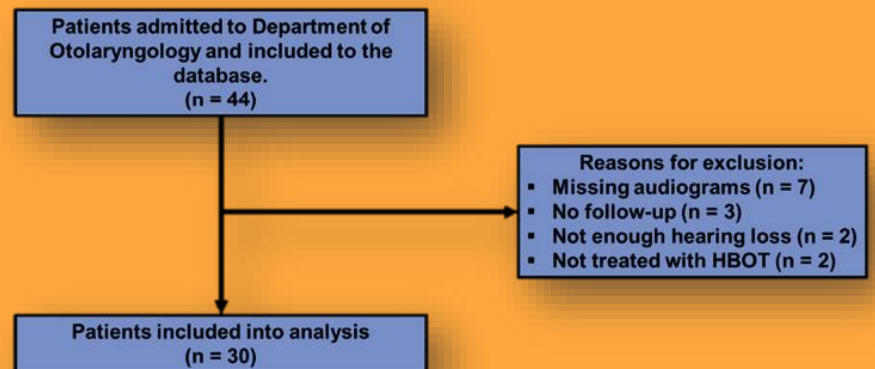 Patients admitted to Department of
Otolaryngology and included to the
database.
(n = 44)
Reasons for exclusion:
▪ Missing audiograms (n = 7)
▪ No follow-up (n = 3)
▪ Not enough hearing loss (n = 2)
▪ Not treated with HBOT (n = 2)
Patients included into analysis
(n = 30)